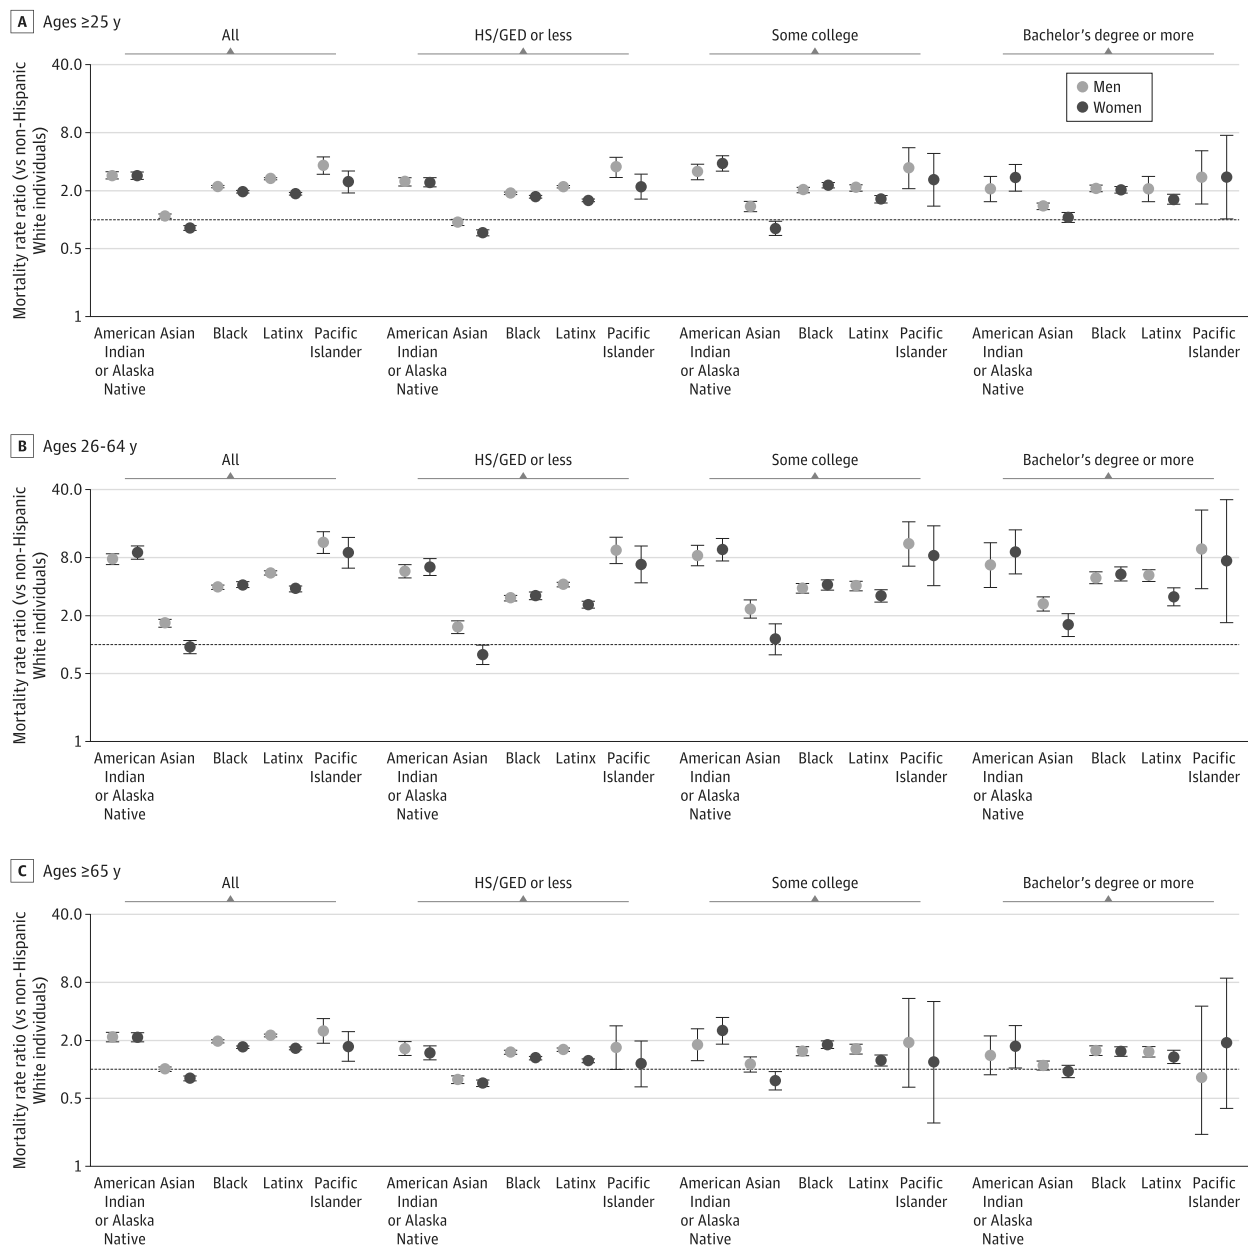 A Ages ≥25 y
All HS/GED or less Some college Bachelor's degree or more
Mortality rate ratio (vs non-Hispanic
White individuals)
40.0
8.0
2.0
0.5
1
Men
Women
American Asian Black Latinx Pacific American Asian Black Latinx Pacific American Asian Black Latinx Pacific American Asian Black Latinx Pacific
Indian Islander Indian Islander Indian Islander Indian Islander
or Alaska or Alaska or Alaska or Alaska
Native Native Native Native
B Ages 26-64 y
All HS/GED or less Some college Bachelor's degree or more
Mortality rate ratio (vs non-Hispanic
White individuals)
40.0
8.0
2.0
0.5
1
American Asian Black Latinx Pacific American Asian Black Latinx Pacific American Asian Black Latinx Pacific American Asian Black Latinx Pacific
Indian Islander Indian Islander Indian Islander Indian Islander
or Alaska or Alaska or Alaska or Alaska
Native Native Native Native
C Ages ≥65 y
All HS/GED or less Some college Bachelor's degree or more
Mortality rate ratio (vs non-Hispanic
White individuals)
40.0
8.0
2.0
0.5
1
American Asian Black Latinx Pacific American Asian Black Latinx Pacific American Asian Black Latinx Pacific American Asian Black Latinx Pacific
Indian Islander Indian Islander Indian Islander Indian Islander
or Alaska or Alaska or Alaska or Alaska
Native Native Native Native